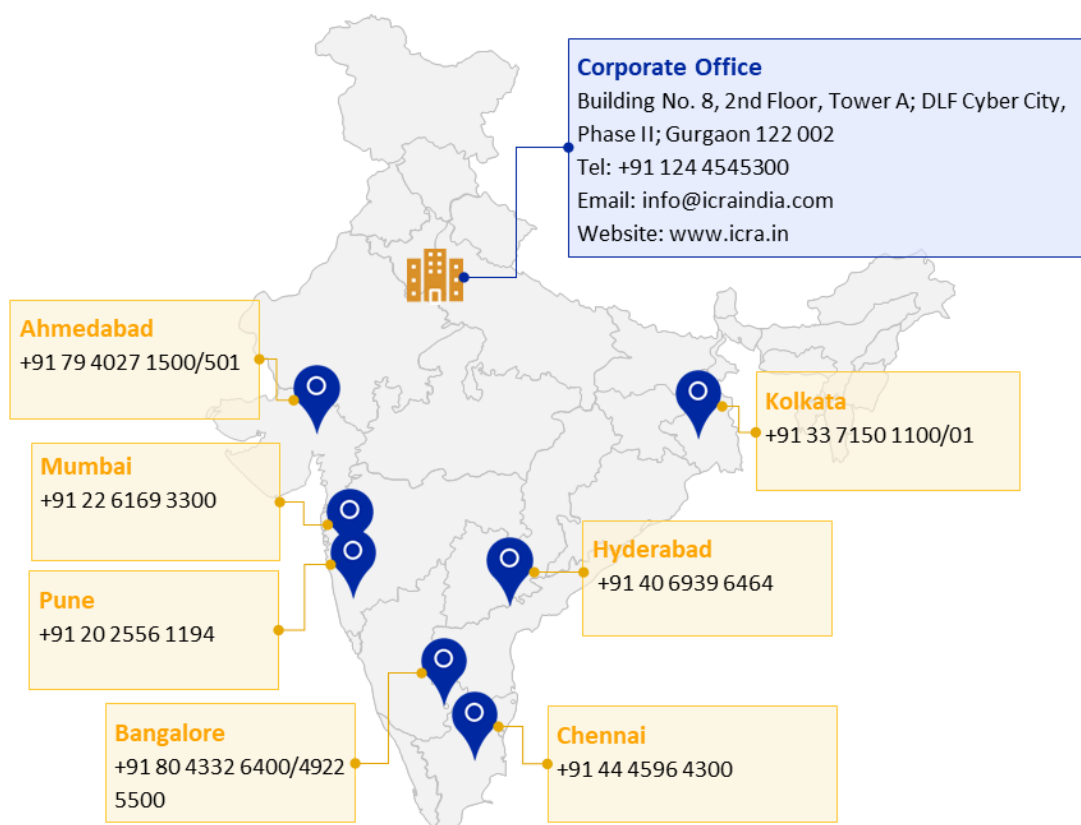 Corporate Office
Building No. 8, 2nd Floor, Tower A; DLF Cyber City,
Phase II; Gurgaon 122 002
Tel: +91 124 4545300
Email: info@icraindia.com
Website: www.icra.in
Ahmedabad
+91 79 4027 1500/501
Kolkata
+91 33 7150 1100/01
Mumbai
+91 22 6169 3300
Hyderabad
+91 40 6939 6464
Pune
+91 20 2556 1194
Bangalore
+91 80 4332 6400/4922
5500
Chennai
+91 44 4596 4300